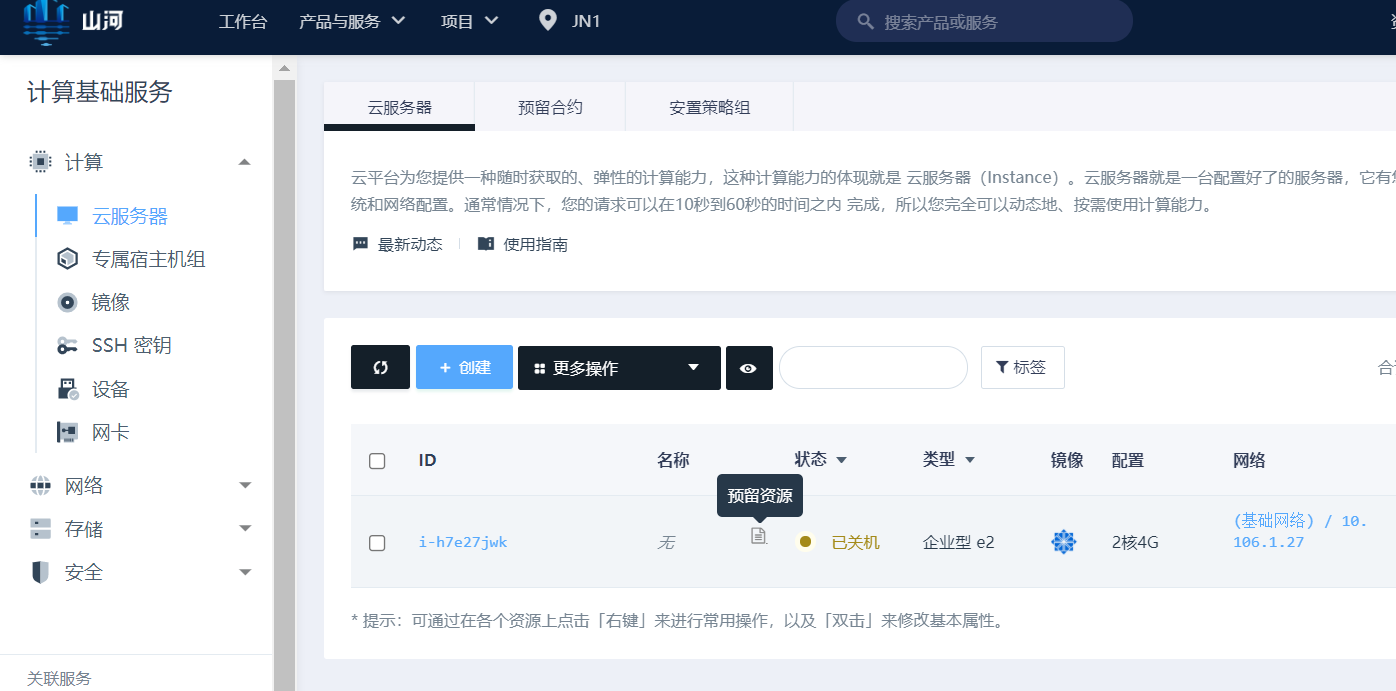 山河 工作台 产品与服务 项目 JN1 搜索产品或服务
计算基础服务
计算
云服务器
专属宿主机组
镜像
SSH 密钥
设备
网卡
网络
存储
安全
关联服务
云服务器 预留合约 安置策略组
云平台为您提供一种随时获取的、弹性的计算能力，这种计算能力的体现就是 云服务器（Instance）。云服务器就是一台配置好了的服务器，它有
统和网络配置。通常情况下，您的请求可以在10秒到60秒的时间之内 完成，所以您完全可以动态地、按需使用计算能力。
最新动态 使用指南
+ 创建 更多操作 标签
ID 名称 状态 类型 镜像 配置 网络
预留资源
i-h7e27jwk 无 已关机 企业型 e2 2核4G (基础网络) / 10.
106.1.27
* 提示：可通过在各个资源上点击「右键」来进行常用操作，以及「双击」来修改基本属性。